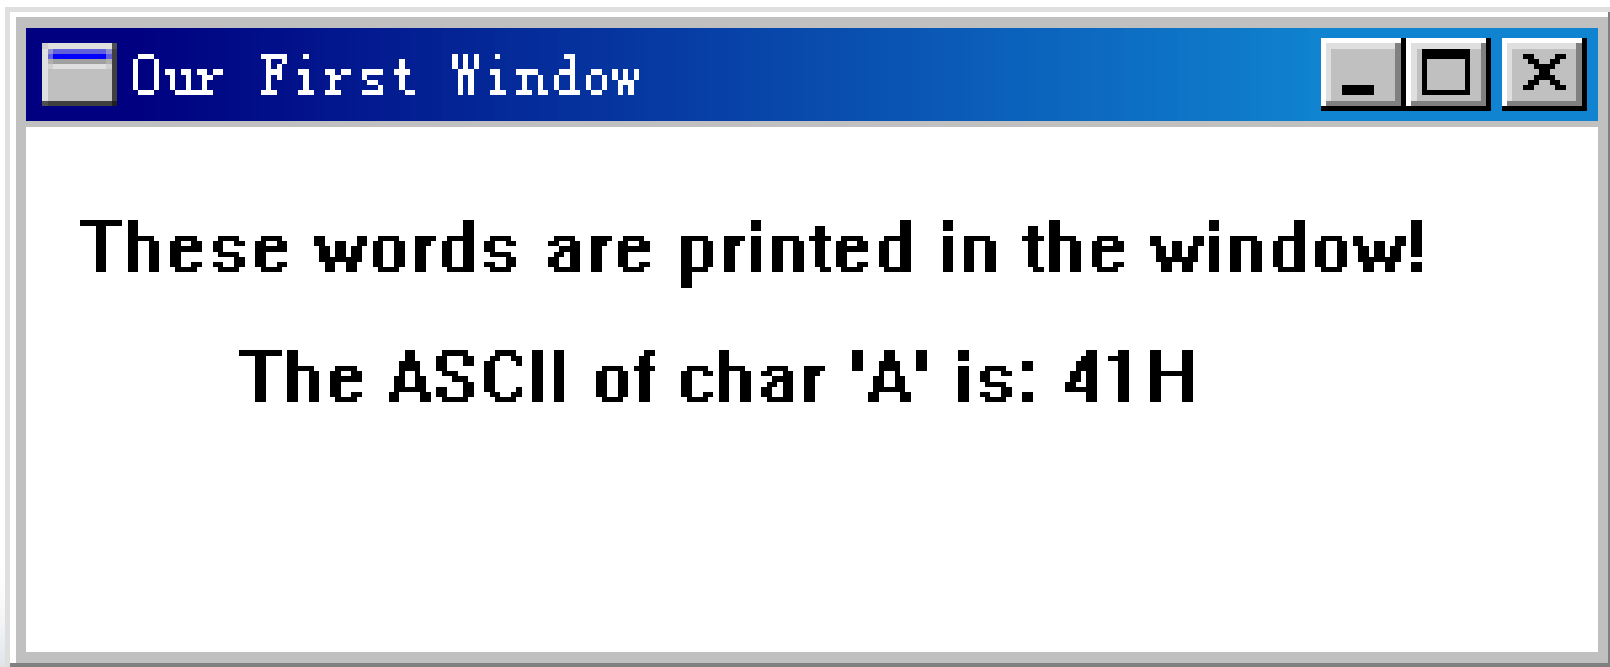 Our First Window
These words are printed in the window!
The ASCII of char 'A' is: 41H